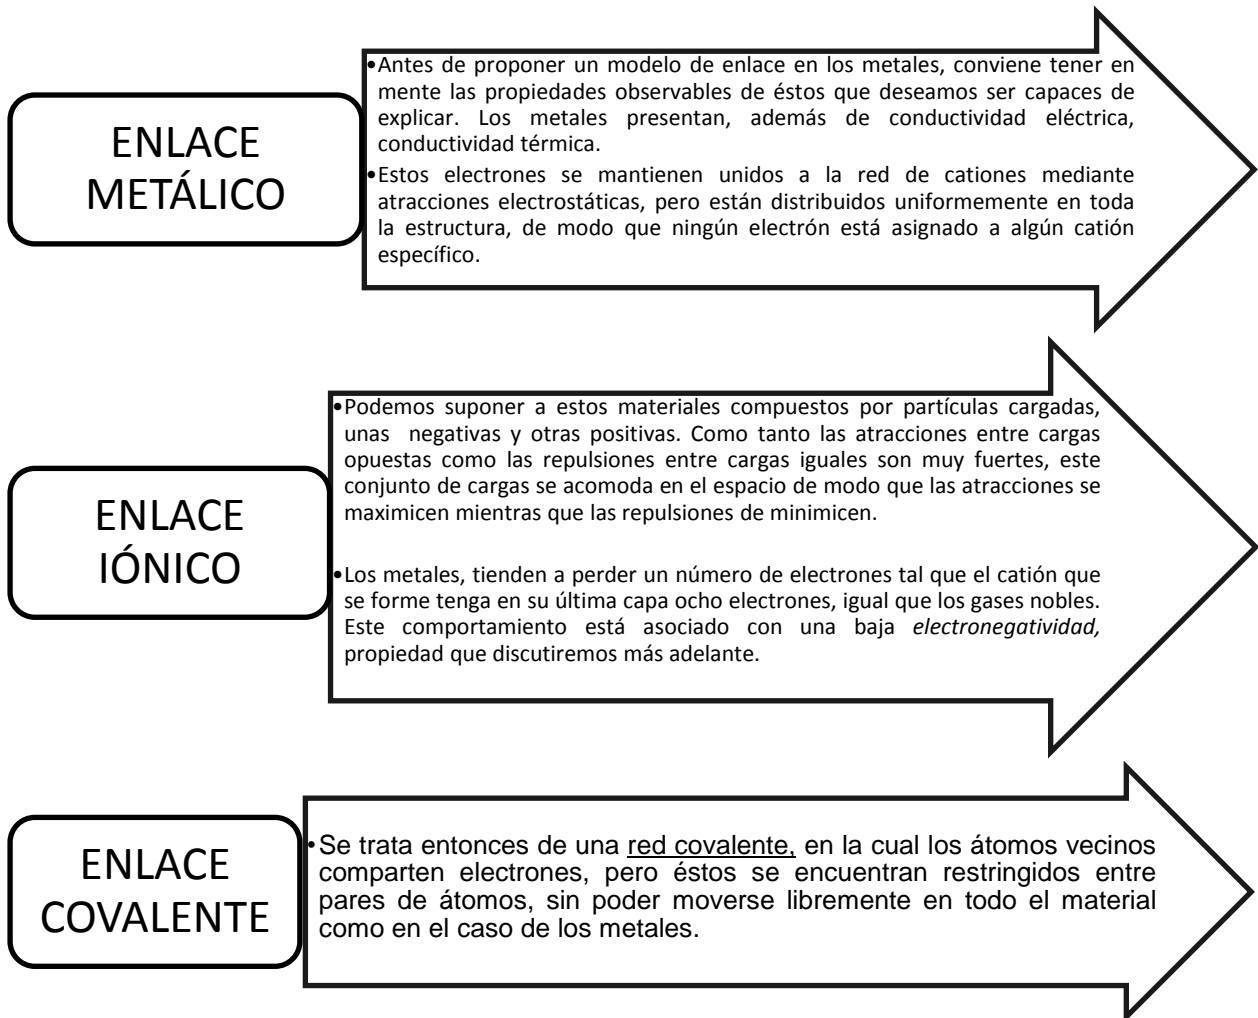 ENLACE
METÁLICO
•Antes de proponer un modelo de enlace en los metales, conviene tener en
mente las propiedades observables de éstos que deseamos ser capaces de
explicar. Los metales presentan, además de conductividad eléctrica,
conductividad térmica.
•Estos electrones se mantienen unidos a la red de cationes mediante
atracciones electrostáticas, pero están distribuidos uniformemente en toda
la estructura, de modo que ningún electrón está asignado a algún catión
específico.
ENLACE
IÓNICO
•Podemos suponer a estos materiales compuestos por partículas cargadas,
unas negativas y otras positivas. Como tanto las atracciones entre cargas
opuestas como las repulsiones entre cargas iguales son muy fuertes, este
conjunto de cargas se acomoda en el espacio de modo que las atracciones se
maximicen mientras que las repulsiones de minimicen.
•Los metales, tienden a perder un número de electrones tal que el catión que
se forme tenga en su última capa ocho electrones, igual que los gases nobles.
Este comportamiento está asociado con una baja electronegatividad,
propiedad que discutiremos más adelante.
ENLACE
COVALENTE
•Se trata entonces de una red covalente, en la cual los átomos vecinos
comparten electrones, pero éstos se encuentran restringidos entre
pares de átomos, sin poder moverse libremente en todo el material
como en el caso de los metales.